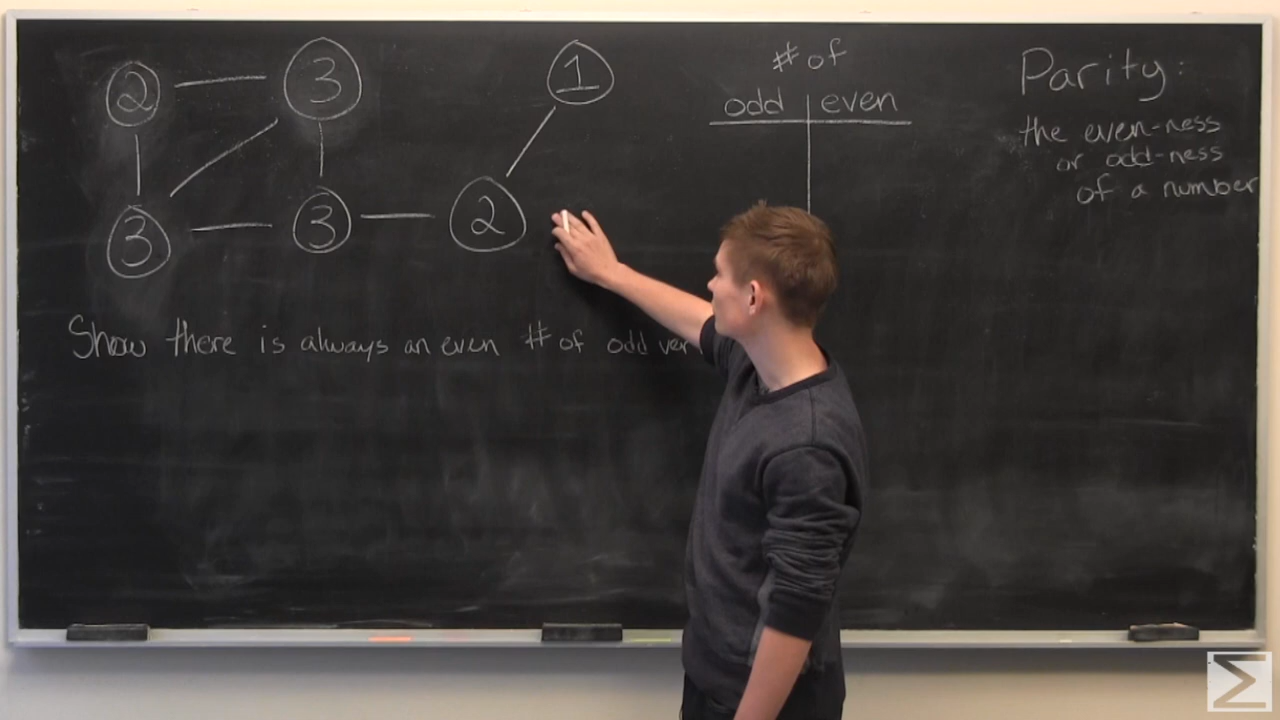 2 3 1
3 3 2
# of
odd even
Parity:
the even-ness
or odd-ness
of a number
Show there is always an even # of odd ver
Σ